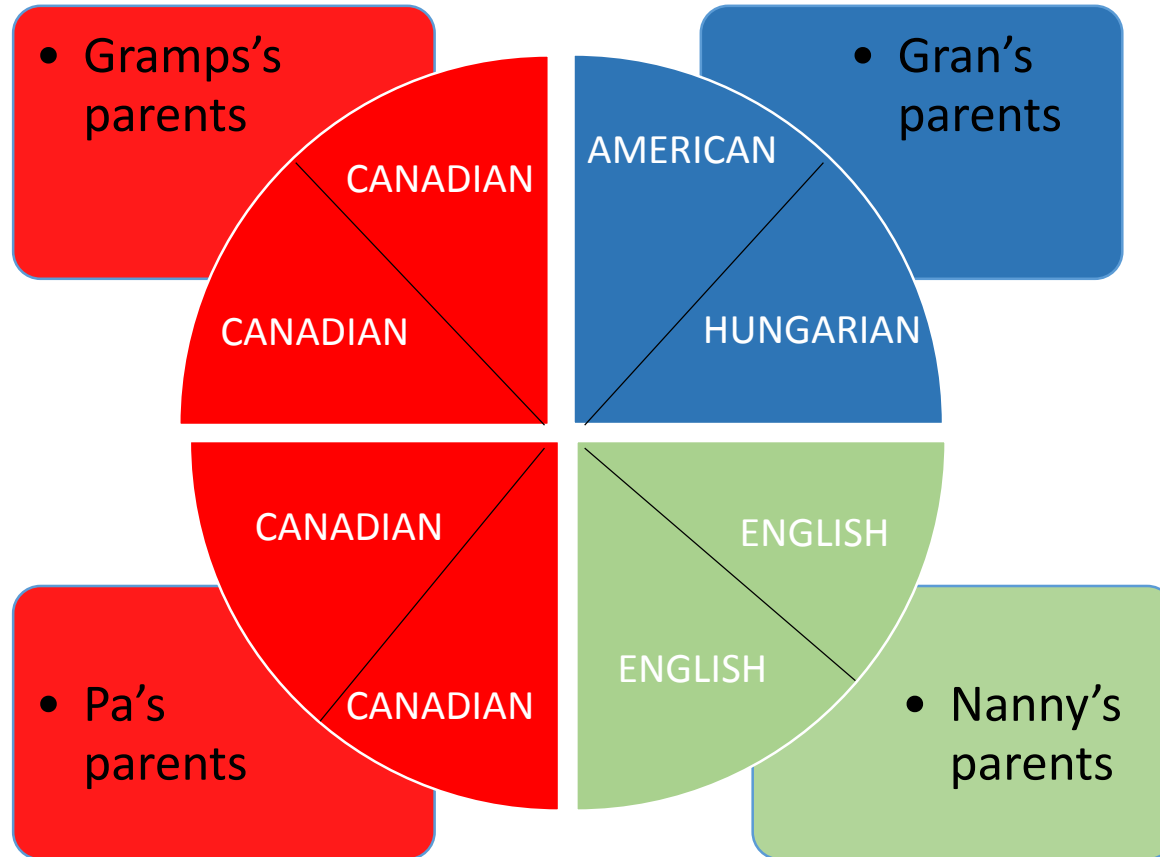 • Gramps’s
parents
• Gran’s
parents
CANADIAN
AMERICAN
CANADIAN
HUNGARIAN
CANADIAN
ENGLISH
CANADIAN
ENGLISH
• Pa’s
parents
• Nanny’s
parents